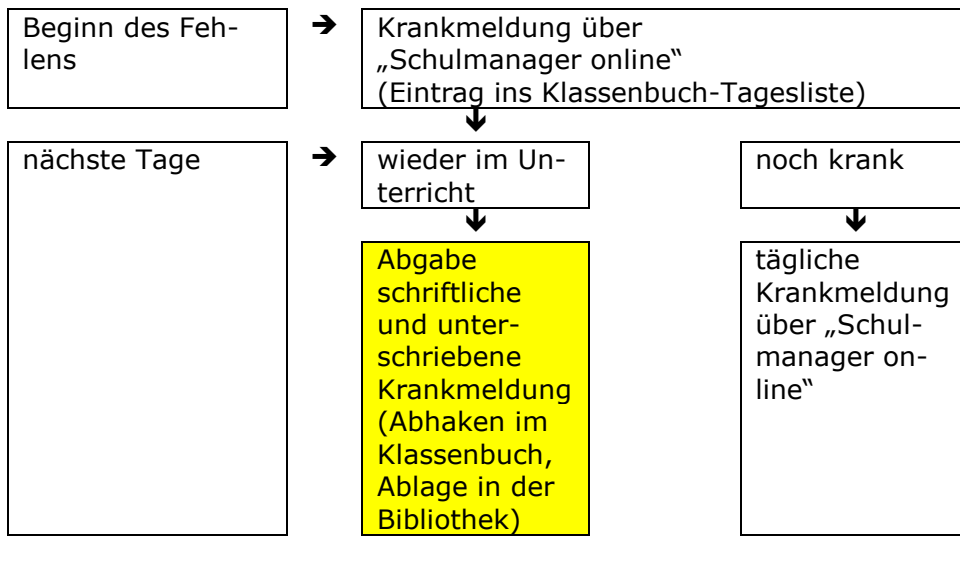 Beginn des Feh-
lens
➔
Krankmeldung über
„Schulmanager online“
(Eintrag ins Klassenbuch-Tagesliste)
nächste Tage
➔
wieder im Un-
terricht
noch krank
Abgabe
schriftliche
und unter-
schriebene
Krankmeldung
(Abhaken im
Klassenbuch,
Ablage in der
Bibliothek)
tägliche
Krankmeldung
über „Schul-
manager on-
line“